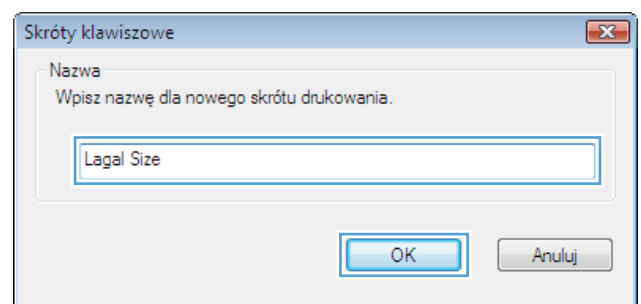 Skróty klawiszowe
Nazwa
Wpisz nazwę dla nowego skrótu drukowania.
Lagal Size
OK
Anuluj